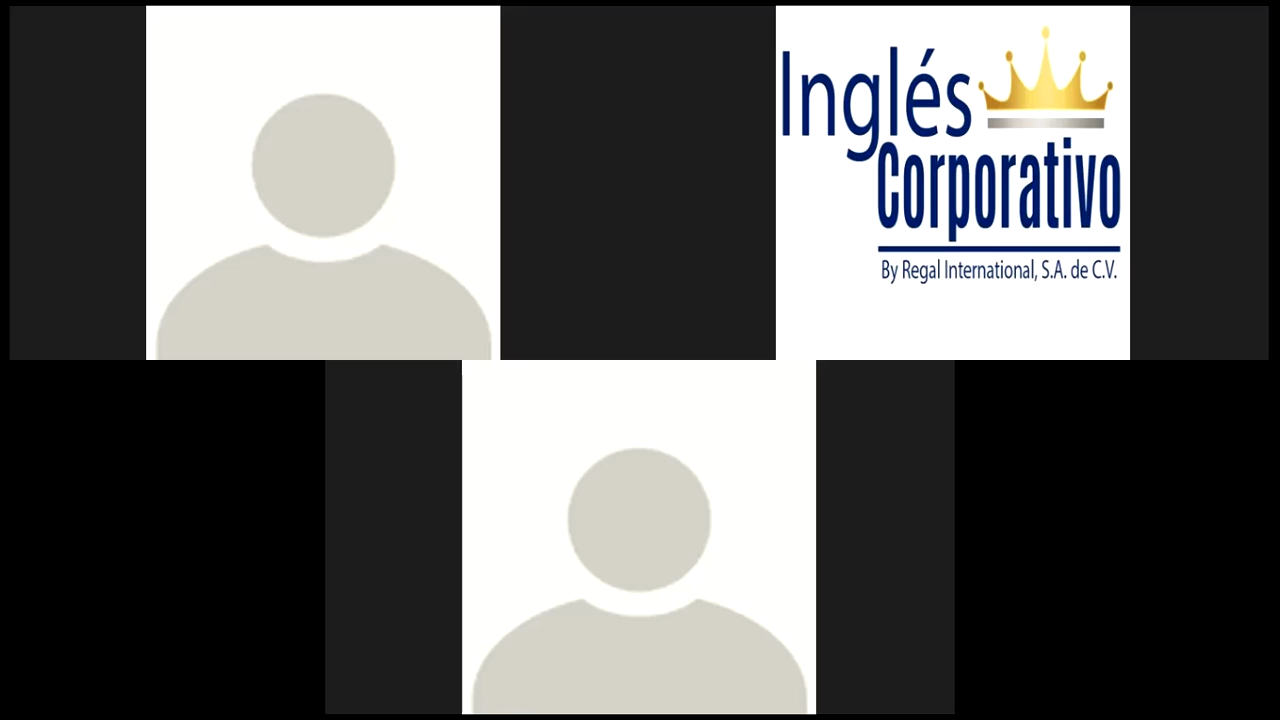 Inglés
Corporativo
By Regal International, S.A. de C.V.